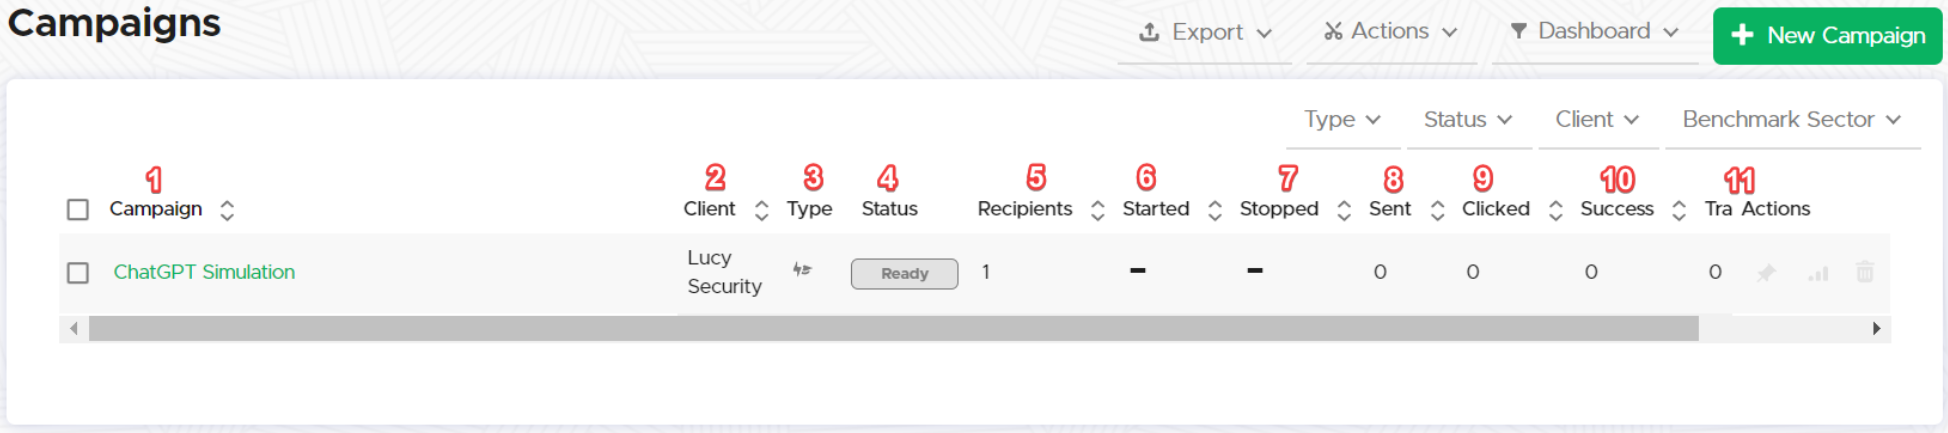 Campaigns
Export Actions Dashboard New Campaign
Type Status Client Benchmark Sector
1 2 3 4 5 6 7 8 9 10 11
Campaign Client Type Status Recipients Started Stopped Sent Clicked Success Tra Actions
ChatGPT Simulation Lucy Security Ready 1 – – 0 0 0 0